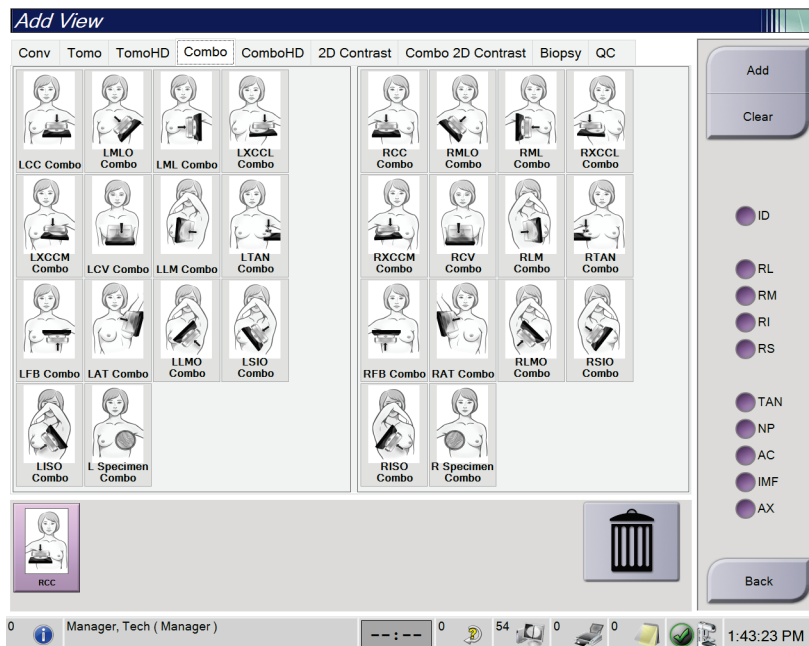 Add View
Conv Tomo TomoHD Combo ComboHD 2D Contrast Combo 2D Contrast Biopsy QC
LCC Combo
LMLO
Combo
LML Combo
LXCCL
Combo
LXCCM
Combo
LCV Combo
LLM Combo
LTAN
Combo
LFB Combo
LAT Combo
LLMO
Combo
LSIO
Combo
LISO
Combo
L Specimen
Combo
RCC
Combo
RMLO
Combo
RML
Combo
RXCCL
Combo
RXCCM
Combo
RCV
Combo
RLM
Combo
RTAN
Combo
RFB Combo
RAT Combo
RLMO
Combo
RSIO
Combo
RISO
Combo
R Specimen
Combo
Add
Clear
ID
RL
RM
RI
RS
TAN
NP
AC
IMF
AX
Back
RCC
0
Manager, Tech ( Manager )
--:--
0
54
0
0
1:43:23 PM